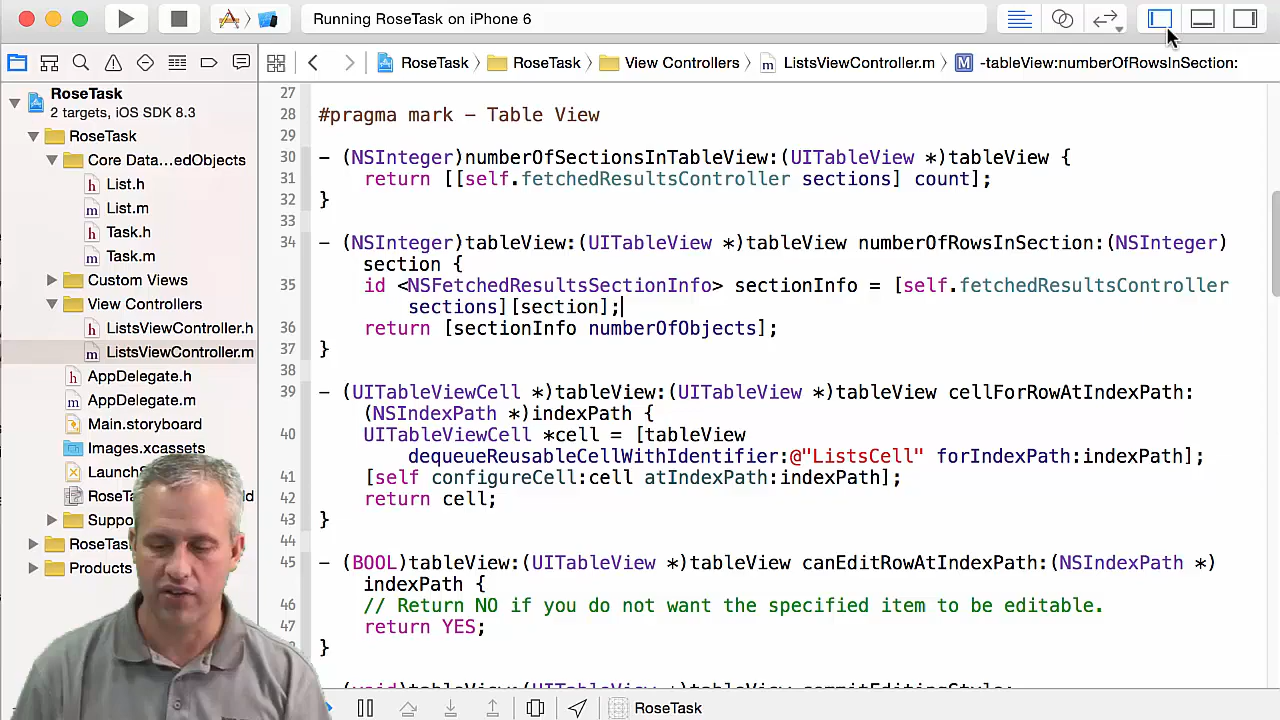 Running RoseTask on iPhone 6
RoseTask
RoseTask
View Controllers
ListsViewController.m
M
-tableView:numberOfRowsInSection:
RoseTask
2 targets, iOS SDK 8.3
RoseTask
Core Data...edObjects
h List.h
m List.m
h Task.h
m Task.m
Custom Views
View Controllers
h ListsViewController.h
m ListsViewController.m
h AppDelegate.h
m AppDelegate.m
Main.storyboard
Images.xcassets
Products
27
28 #pragma mark - Table View
29
30 - (NSInteger)numberOfSectionsInTableView:(UITableView *)tableView {
31 return [[self.fetchedResultsController sections] count];
32 }
33
34 - (NSInteger)tableView:(UITableView *)tableView numberOfRowsInSection:(NSInteger)
section {
35 id <NSFetchedResultsSectionInfo> sectionInfo = [self.fetchedResultsController
sections][section];
36 return [sectionInfo numberOfObjects];
37 }
38
39 - (UITableViewCell *)tableView:(UITableView *)tableView cellForRowAtIndexPath:
(NSIndexPath *)indexPath {
40 UITableViewCell *cell = [tableView
dequeueReusableCellWithIdentifier:@"ListsCell" forIndexPath:indexPath];
41 [self configureCell:cell atIndexPath:indexPath];
42 return cell;
43 }
44
45 - (BOOL)tableView:(UITableView *)tableView canEditRowAtIndexPath:(NSIndexPath *)
indexPath {
46 // Return NO if you do not want the specified item to be editable.
47 return YES;
}
RoseTask